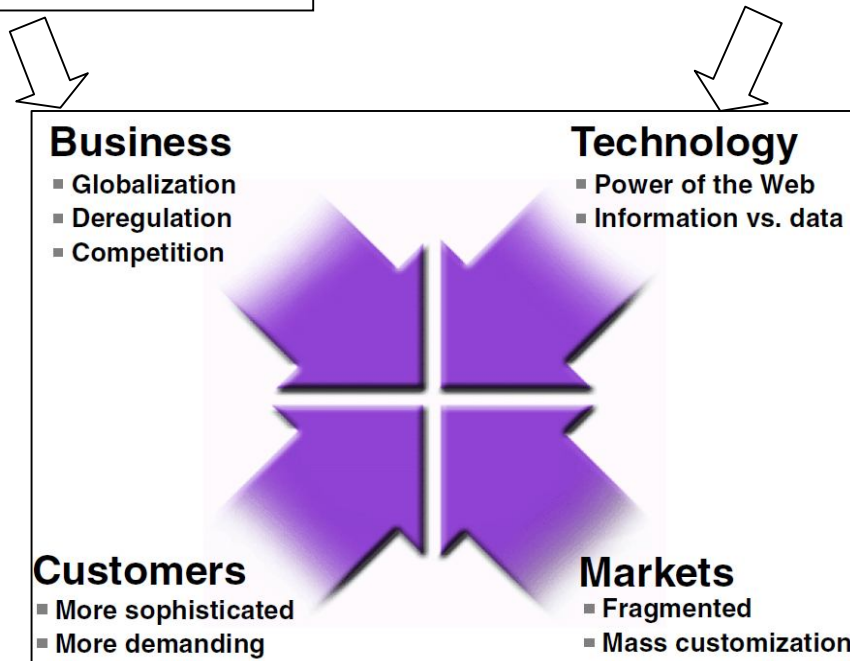 Business
▪ Globalization
▪ Deregulation
▪ Competition
Technology
▪ Power of the Web
▪ Information vs. data
Customers
▪ More sophisticated
▪ More demanding
Markets
▪ Fragmented
▪ Mass customization